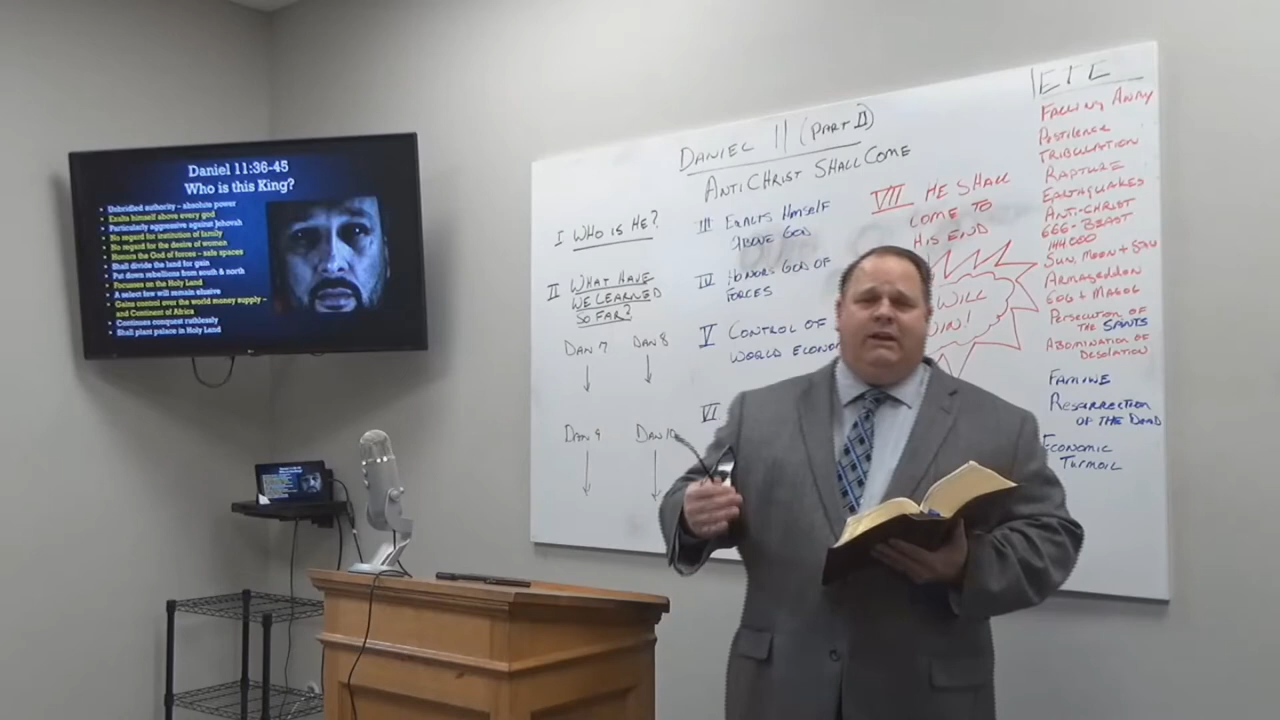 Daniel 11:36-45
Who is this King?
Unbridled authority – absolute power
Exalts himself above every god
Particularly aggressive against Jehovah
No regard for institution of family
No regard for the desire of women
Honors the God of forces – safe spaces
Shall divide the land for gain
Put down rebellions from south & north
Focusses on the Holy Land
A select few will remain elusive
Gains control over the world money supply –
and Continent of Africa
Continues conquest ruthlessly
Shall plant palace in Holy Land
DANIEL 11 (PART II)
ANTICHRIST SHALL COME
I WHO IS HE?
II WHAT HAVE
WE LEARNED
SO FAR?
DAN 7 DAN 8
DAN 9 DAN 10
III EXALTS HIMSELF
ABOVE GOD
IV HONORS GOD OF
FORCES
V CONTROL OF
WORLD ECONO
VI
VII HE SHALL
COME TO
HIS END
WILL
IETE
FALLING AWAY
PESTILENCE
TRIBULATION
RAPTURE
EARTHQUAKES
ANTI-CHRIST
666-BEAST
144000
SUN, MOON +
ARMAGEDDON
GOG + MAGOG
PERSECUTION OF
THE SAINTS
ABOMINATION OF
DESOLATION
FAMINE
RESURRECTION
OF THE DEAD
ECONOMIC
TURMOIL